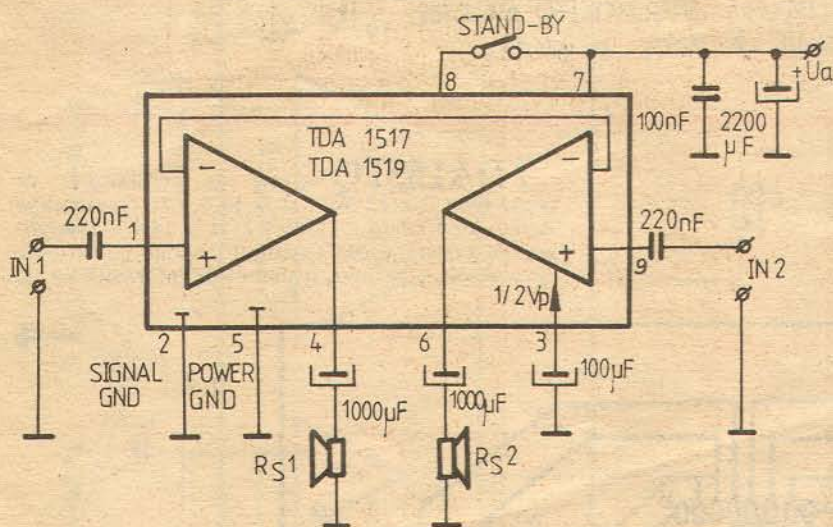 STAND-BY
8
7
+Ua
100nF
2200
µF
TDA 1517
TDA 1519
−
−
220nF
1
+
+
220nF
9
IN 1
IN 2
1/2Vp
2
5
4
6
3
SIGNAL
GND
POWER
GND
1000µF
1000µF
100µF
RS1
RS2